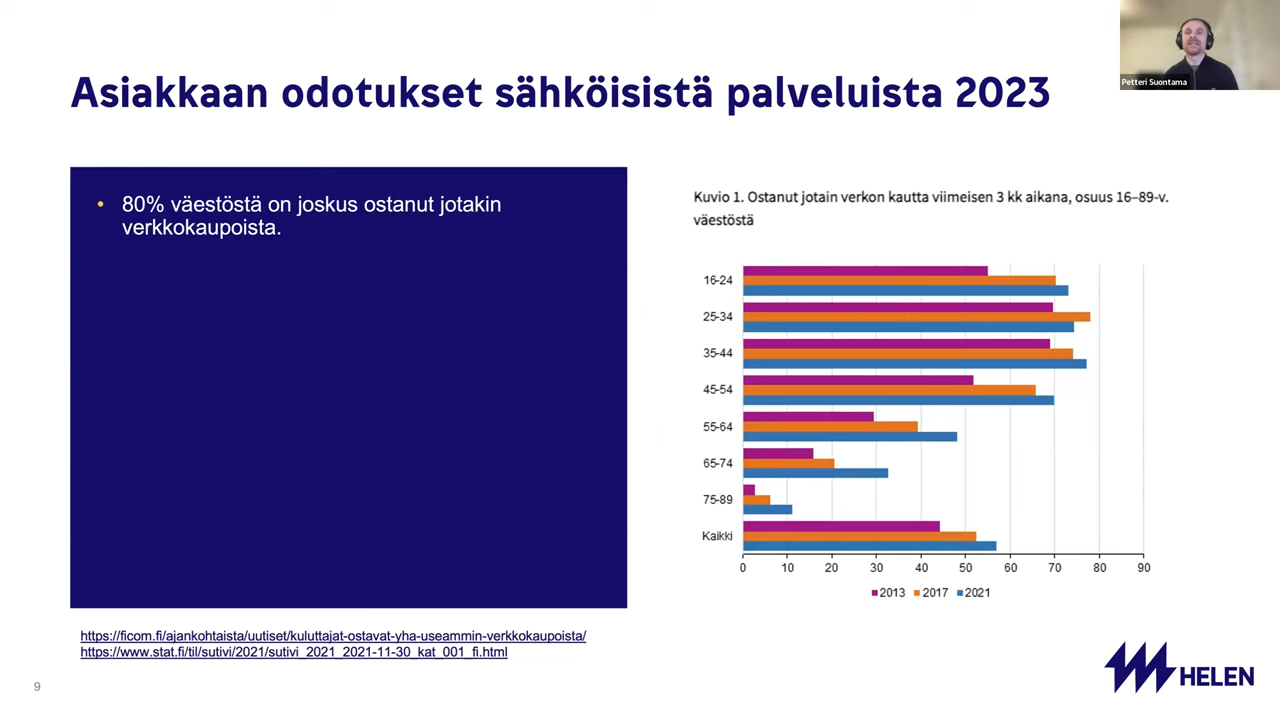 Asiakkaan odotukset sähköisistä palveluista 2023
Petteri Suontama
• 80% väestöstä on joskus ostanut jotakin
verkkokaupoista.
Kuvio 1. Ostanut jotain verkon kautta viimeisen 3 kk aikana, osuus 16–89-v.
väestöstä
16-24
25-34
35-44
45-54
55-64
65-74
75-89
Kaikki
0 10 20 30 40 50 60 70 80 90
2013 2017 2021
https://ficom.fi/ajankohtaista/uutiset/kuluttajat-ostavat-yha-useammin-verkkokaupoista/
https://www.stat.fi/til/sutivi/2021/sutivi_2021_2021-11-30_kat_001_fi.html
9
HELEN